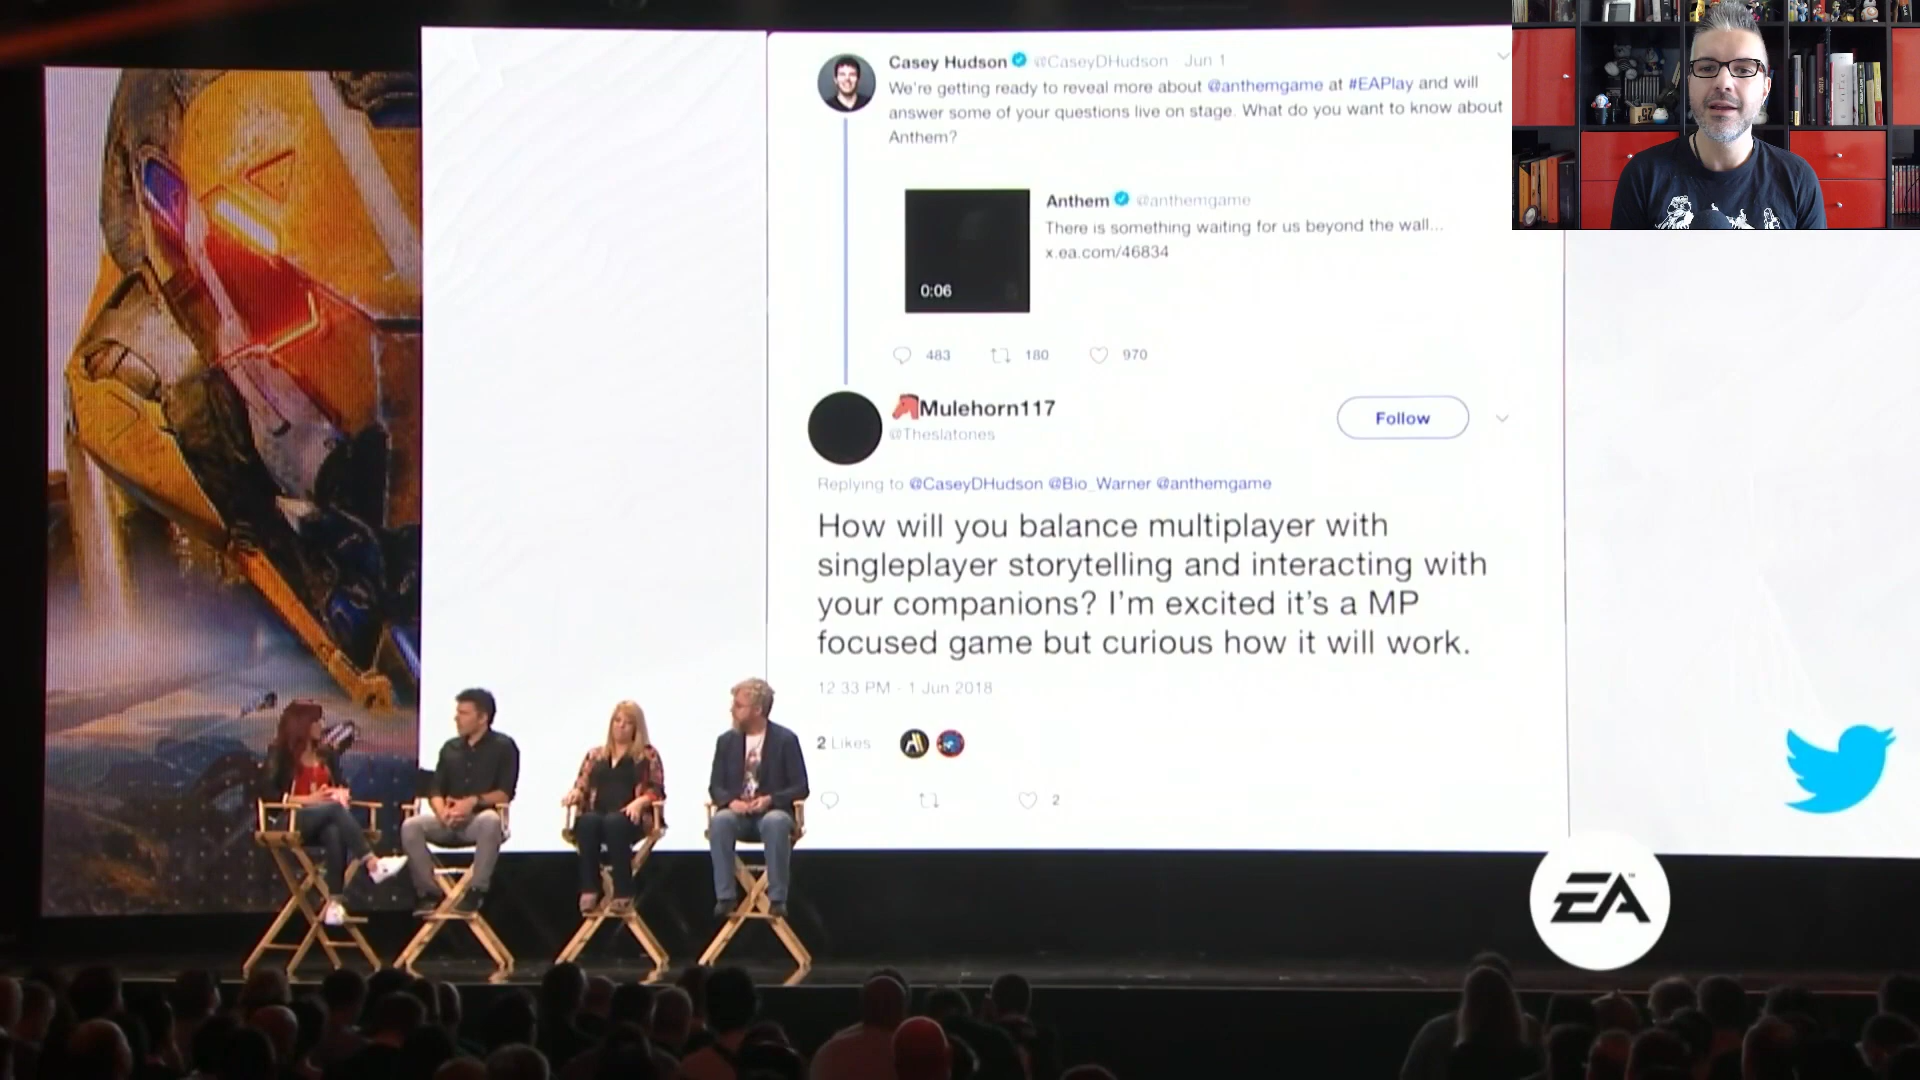 Casey Hudson @CaseyDHudson Jun 1
We're getting ready to reveal more about @anthemgame at #EAPlay and will
answer some of your questions live on stage. What do you want to know about
Anthem?
Anthem @anthemgame
There is something waiting for us beyond the wall...
x.ea.com/46834
0:06
483 180 970
Mulehorn117
@Theslatones
Follow
Replying to @CaseyDHudson @Bio_Warner @anthemgame
How will you balance multiplayer with
singleplayer storytelling and interacting with
your companions? I'm excited it's a MP
focused game but curious how it will work.
12:33 PM - 1 Jun 2018
2 Likes
2
EA